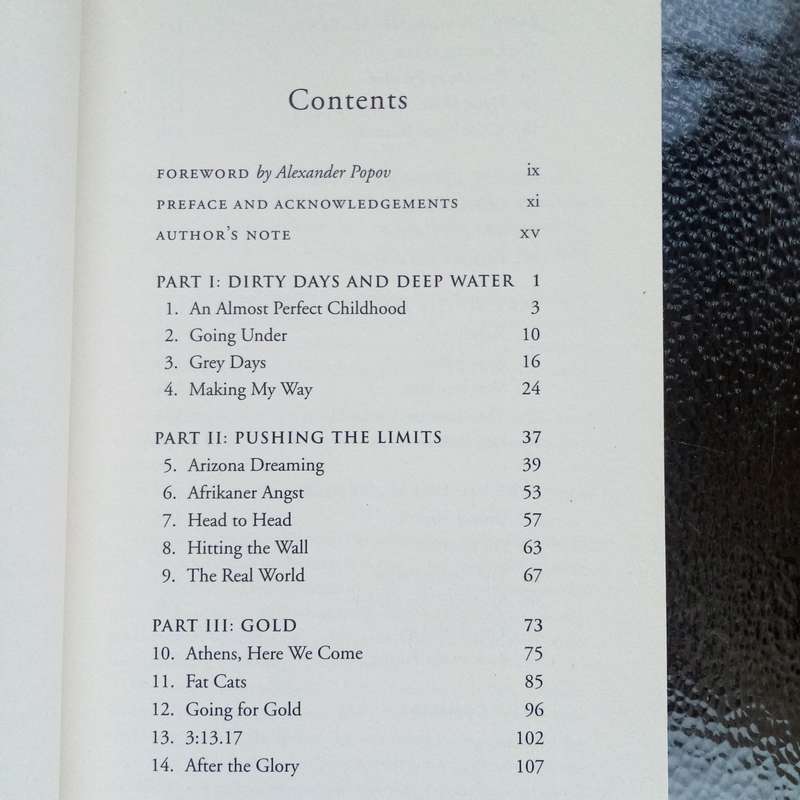 Contents
FOREWORD by Alexander Popov ix
PREFACE AND ACKNOWLEDGEMENTS xi
AUTHOR'S NOTE xv
PART I: DIRTY DAYS AND DEEP WATER 1
1. An Almost Perfect Childhood 3
2. Going Under 10
3. Grey Days 16
4. Making My Way 24
PART II: PUSHING THE LIMITS 37
5. Arizona Dreaming 39
6. Afrikaner Angst 53
7. Head to Head 57
8. Hitting the Wall 63
9. The Real World 67
PART III: GOLD 73
10. Athens, Here We Come 75
11. Fat Cats 85
12. Going for Gold 96
13. 3:13.17 102
14. After the Glory 107